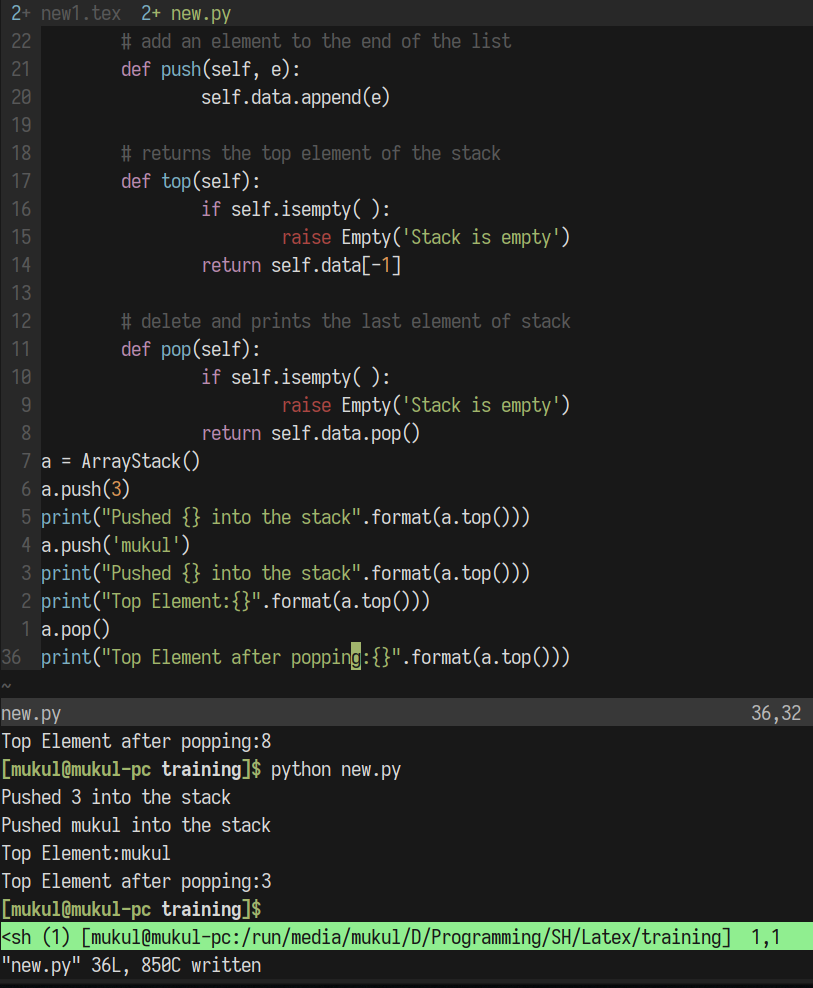 2+ new1.tex  2+ new.py
22         # add an element to the end of the list
21         def push(self, e):
20                 self.data.append(e)
19
18         # returns the top element of the stack
17         def top(self):
16                 if self.isempty( ):
15                         raise Empty('Stack is empty')
14                 return self.data[-1]
13
12         # delete and prints the last element of stack
11         def pop(self):
10                 if self.isempty( ):
9                         raise Empty('Stack is empty')
8                 return self.data.pop()
7 a = ArrayStack()
6 a.push(3)
5 print("Pushed {} into the stack".format(a.top()))
4 a.push('mukul')
3 print("Pushed {} into the stack".format(a.top()))
2 print("Top Element:{}".format(a.top()))
1 a.pop()
36 print("Top Element after popping:{}".format(a.top()))
~
new.py 36,32
Top Element after popping:8
[mukul@mukul-pc training]$ python new.py
Pushed 3 into the stack
Pushed mukul into the stack
Top Element:mukul
Top Element after popping:3
[mukul@mukul-pc training]$
<sh (1) [mukul@mukul-pc:/run/media/mukul/D/Programming/SH/Latex/training]  1,1
"new.py" 36L, 850C written